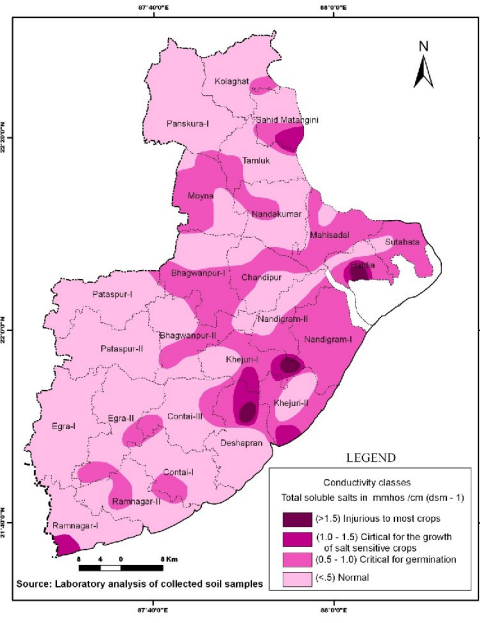 87°40'0"E 88°0'0"E
N
Kolaghat
Panskura-I
Sahid Matangini
22°20'0"N
Tamluk
Moyna
Nandakumar
Mahisadal
Sutahata
Haldia
Bhagwanpur-I
Chandipur
Pataspur-I
Nandigram-II
22°0'0"N
Bhagwanpur-II
Nandigram-I
Pataspur-II
Khejuri-I
Khejuri-II
Contai-III
Egra-II
Egra-I
Deshapran
Contai-I
Ramnagur-II
Ramnagar-I
21°40'0"N
8 4 0 8 Km
Source: Laboratory analysis of collected soil samples
LEGEND
Conductivity classes
Total soluble salts in mmhos /cm (dsm - 1)
(>1.5) Injurious to most crops
(1.0 - 1.5) Cirtical for the growth
of salt sensitive crops
(0.5 - 1.0) Critical for germination
(<.5) Normal
87°40'0"E 88°0'0"E